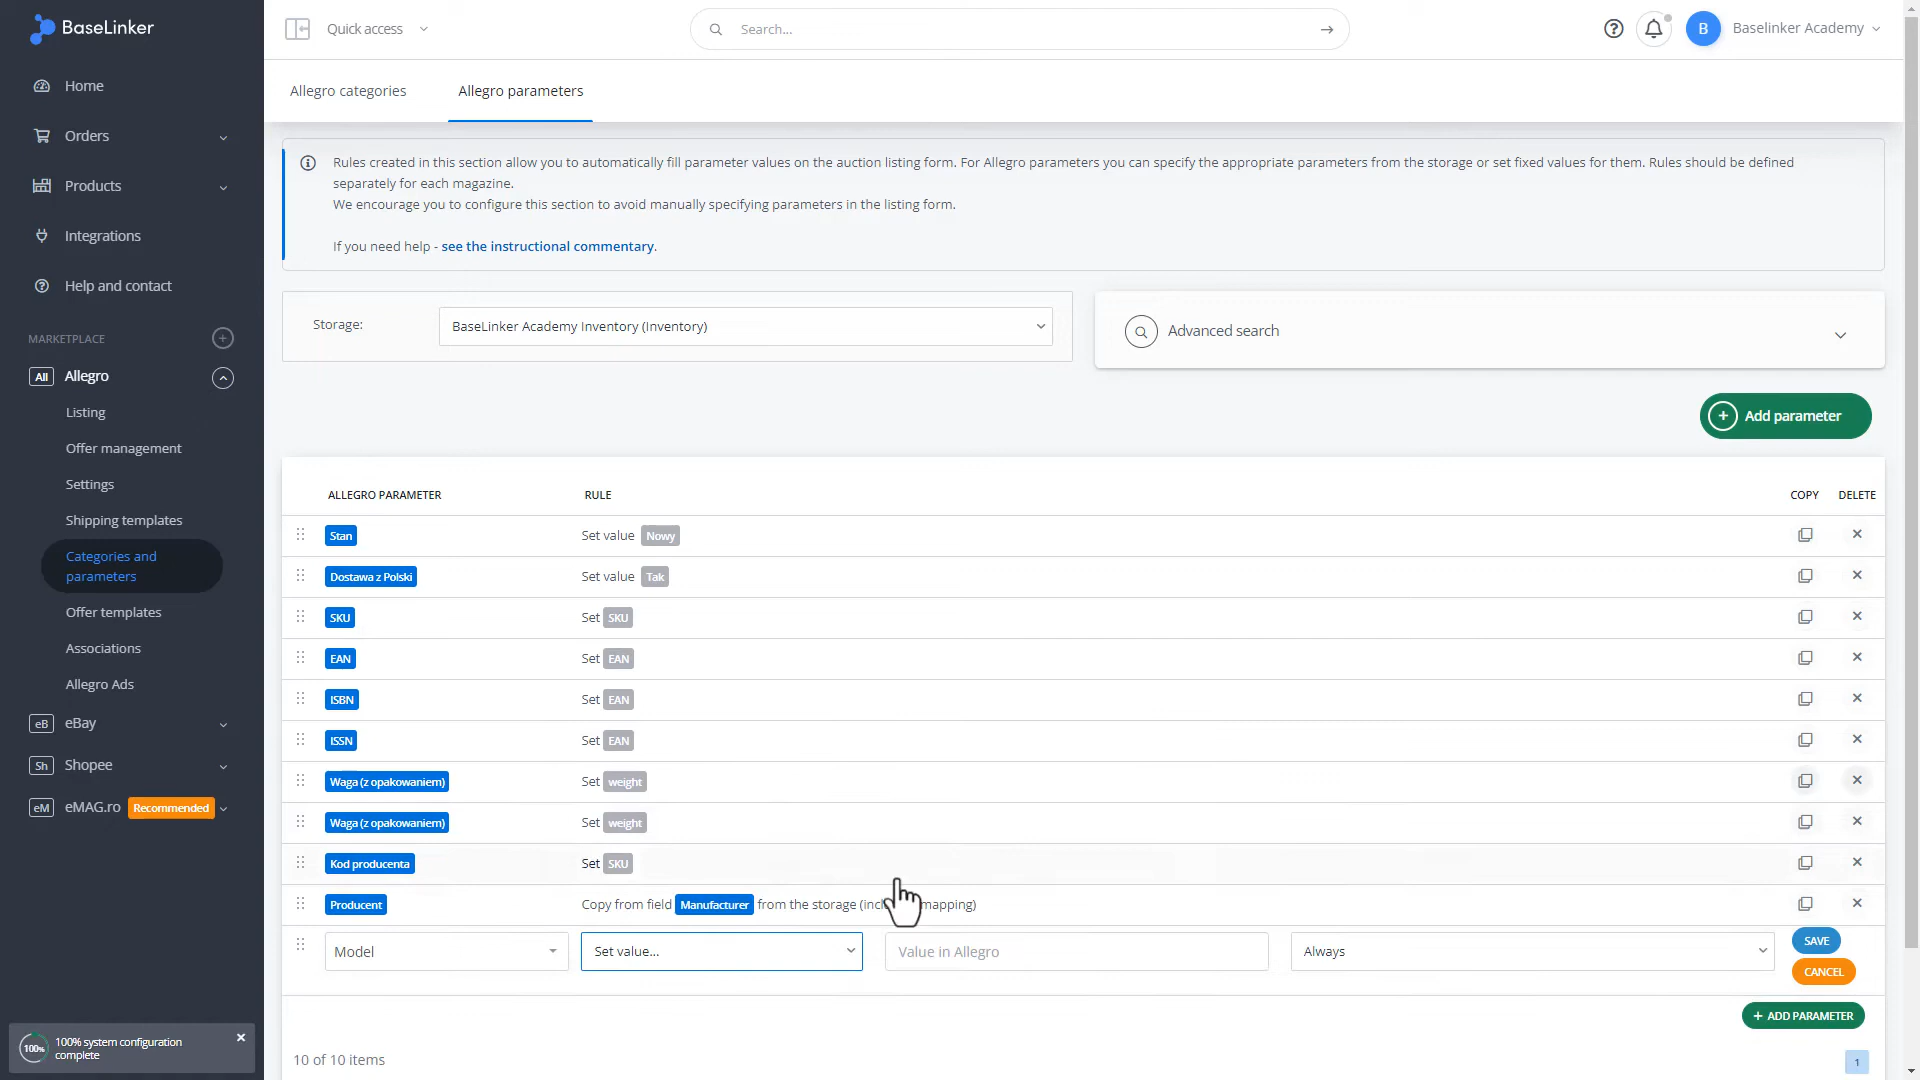 BaseLinker
Quick access
Search...
B
Baselinker Academy
Home
Orders
Products
Integrations
Help and contact
MARKETPLACE
All Allegro
Listing
Offer management
Settings
Shipping templates
Categories and
parameters
Offer templates
Associations
Allegro Ads
eB eBay
Sh Shopee
eM eMAG.ro Recommended
100%
100% system configuration
complete
Allegro categories
Allegro parameters
Rules created in this section allow you to automatically fill parameter values on the auction listing form. For Allegro parameters you can specify the appropriate parameters from the storage or set fixed values for them. Rules should be defined
separately for each magazine.
We encourage you to configure this section to avoid manually specifying parameters in the listing form.
If you need help - see the instructional commentary.
Storage:
BaseLinker Academy Inventory (Inventory)
Advanced search
Add parameter
ALLEGRO PARAMETER RULE COPY DELETE
Stan Set value Nowy
Dostawa z Polski Set value Tak
SKU Set SKU
EAN Set EAN
ISBN Set EAN
ISSN Set EAN
Waga (z opakowaniem) Set weight
Waga (z opakowaniem) Set weight
Kod producenta Set SKU
Producent Copy from field Manufacturer from the storage mapping)
Model Set value... Value in Allegro Always SAVE
CANCEL
+ ADD PARAMETER
10 of 10 items
1